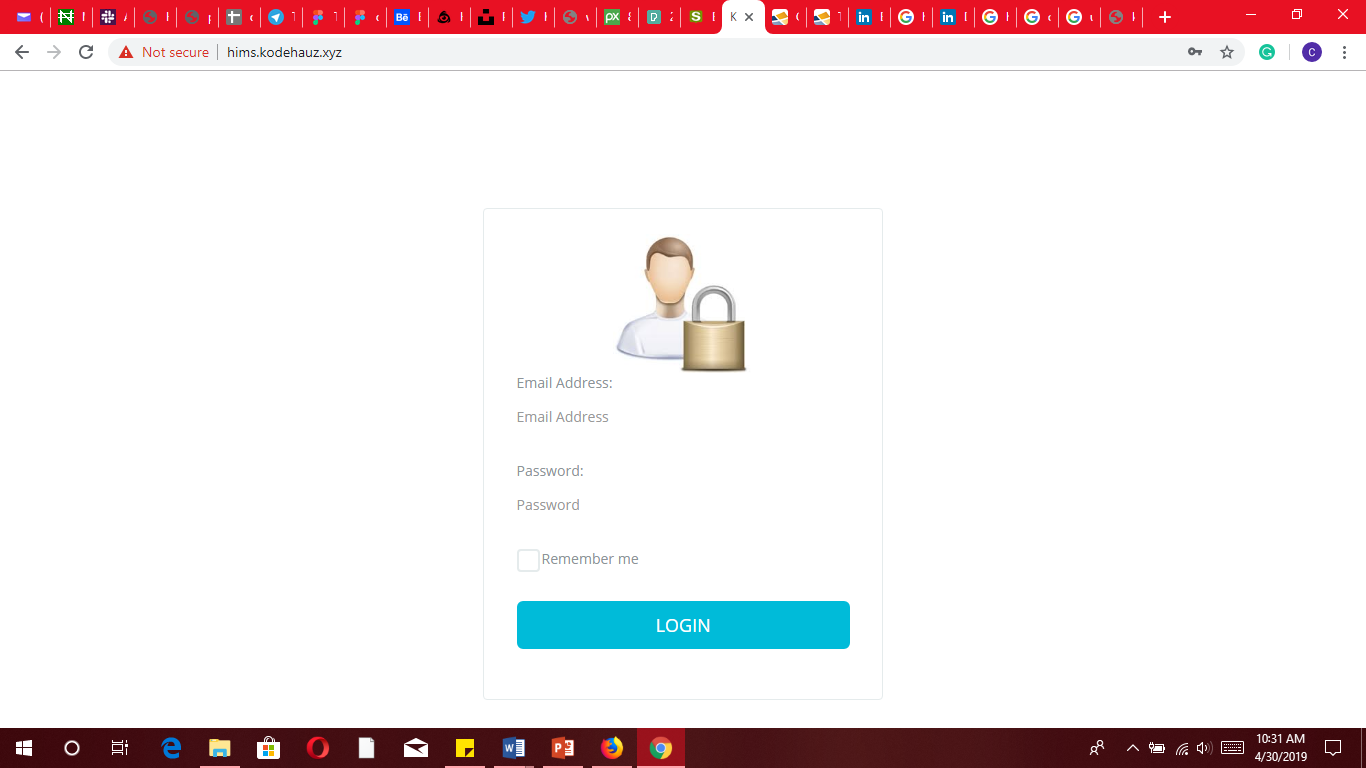 Not secure
hims.kodehauz.xyz
Email Address:
Email Address
Password:
Password
Remember me
LOGIN
10:31 AM
4/30/2019